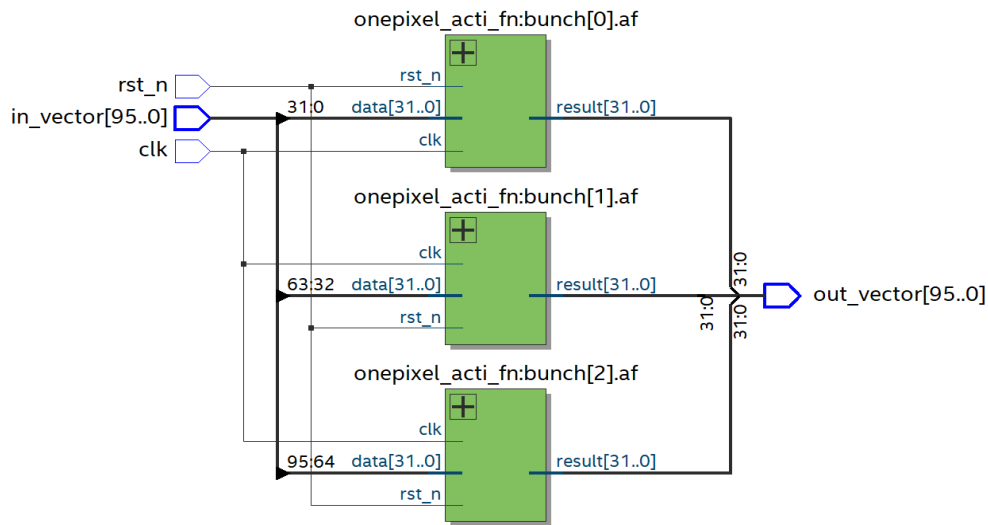 onepixel_acti_fn:bunch[0].af
rst_n
rst_n
in_vector[95..0]
31:0
data[31..0]
result[31..0]
clk
clk
onepixel_acti_fn:bunch[1].af
clk
63:32
data[31..0]
result[31..0]
rst_n
31:0
31:0
31:0
out_vector[95..0]
onepixel_acti_fn:bunch[2].af
clk
95:64
data[31..0]
result[31..0]
rst_n